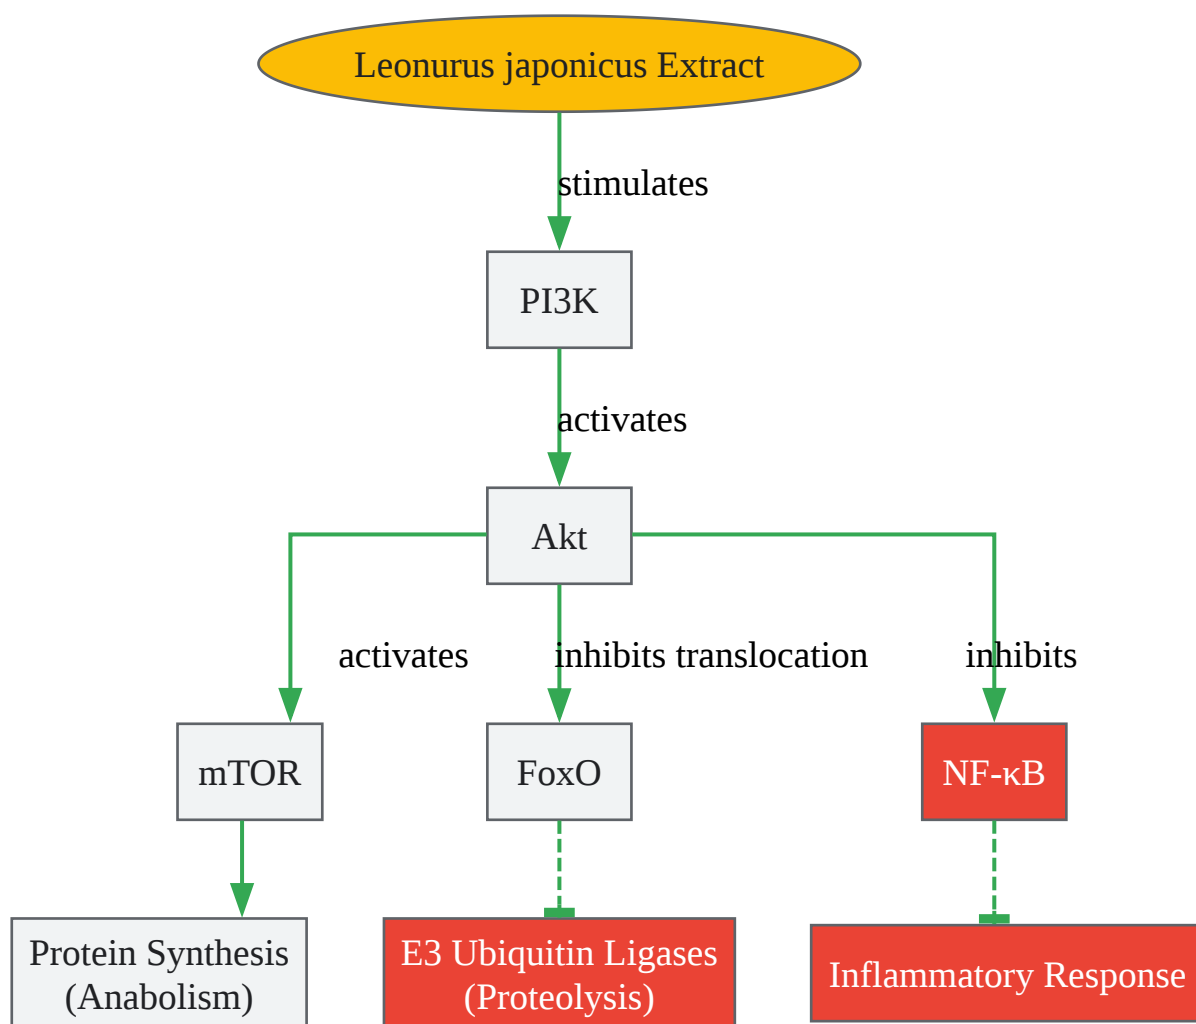 Leonurus japonicus Extract
stimulates
PI3K
activates
Akt
activates
inhibits translocation
inhibits
mTOR
FoxO
NF-κB
Protein Synthesis
(Anabolism)
E3 Ubiquitin Ligases
(Proteolysis)
Inflammatory Response